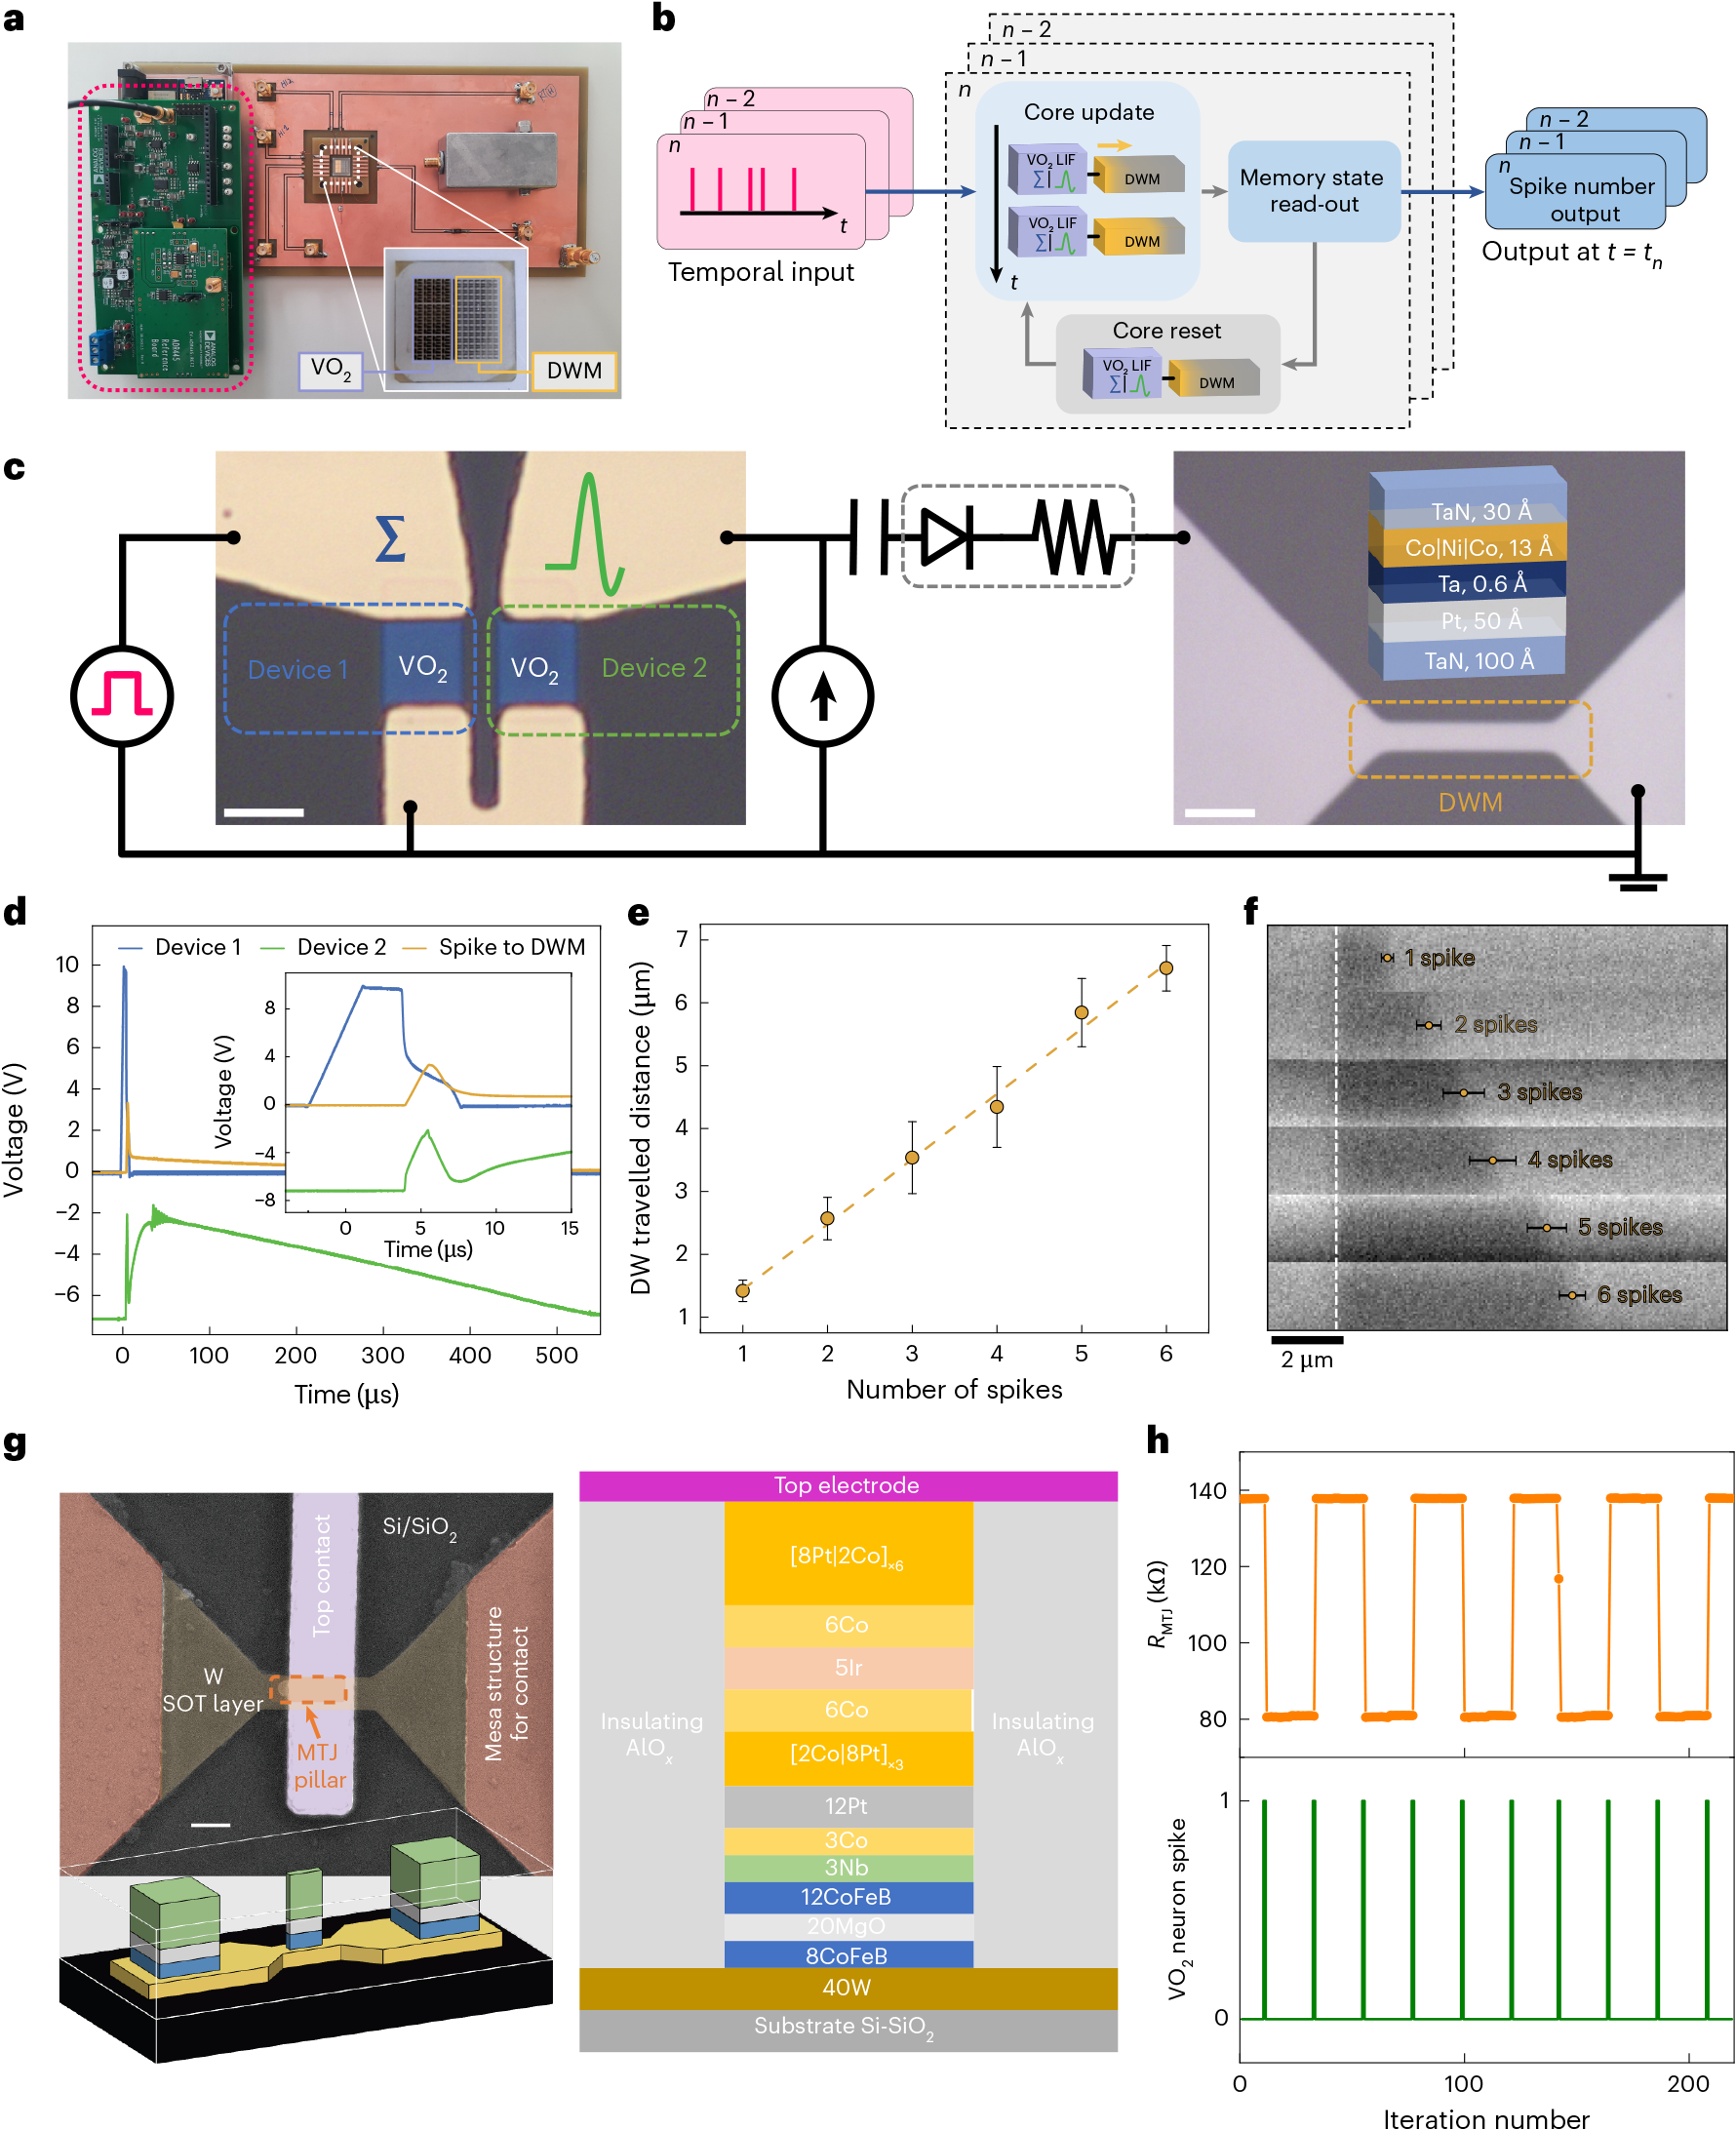 a
VO2
DWM
ANALOG DEVICES
ADR445
Reference
Board
ANALOG DEVICES
b
n – 2
n – 1
n
t
Temporal input
n – 2
n – 1
n
Core update
VO2 LIF
Σ|
DWM
VO2 LIF
Σ|
DWM
t
Memory state
read-out
Core reset
VO2 LIF
Σ|
DWM
n – 2
n – 1
n
Spike number
output
Output at t = tn
c
Σ
Device 1
VO2
VO2
Device 2
TaN, 30 Å
Co|Ni|Co, 13 Å
Ta, 0.6 Å
Pt, 50 Å
TaN, 100 Å
DWM
d
Device 1
Device 2
Spike to DWM
Voltage (V)
10
8
6
4
2
0
–2
–4
–6
0 100 200 300 400 500
Time (µs)
Voltage (V)
8
4
0
–4
–8
0 5 10 15
Time (µs)
e
DW travelled distance (µm)
7
6
5
4
3
2
1
1 2 3 4 5 6
Number of spikes
f
1 spike
2 spikes
3 spikes
4 spikes
5 spikes
6 spikes
2 µm
g
Top contact
Si/SiO2
W
SOT layer
MTJ
pillar
Mesa structure
for contact
Top electrode
[8Pt|2Co]×6
6Co
5Ir
6Co
[2Co|8Pt]×3
12Pt
3Co
3Nb
12CoFeB
20MgO
8CoFeB
40W
Substrate Si-SiO2
Insulating
AlOx
Insulating
AlOx
h
RMTJ (kΩ)
140
120
100
80
VO2 neuron spike
1
0
0 100 200
Iteration number